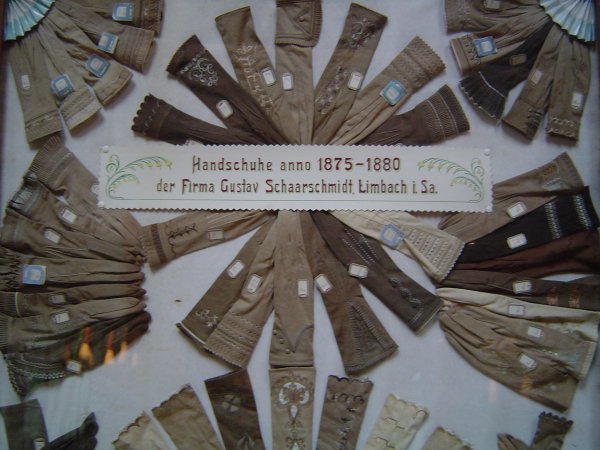 Handschuhe anno 1875-1880
der Firma Gustav Schaarschmidt, Limbach i. Sa.